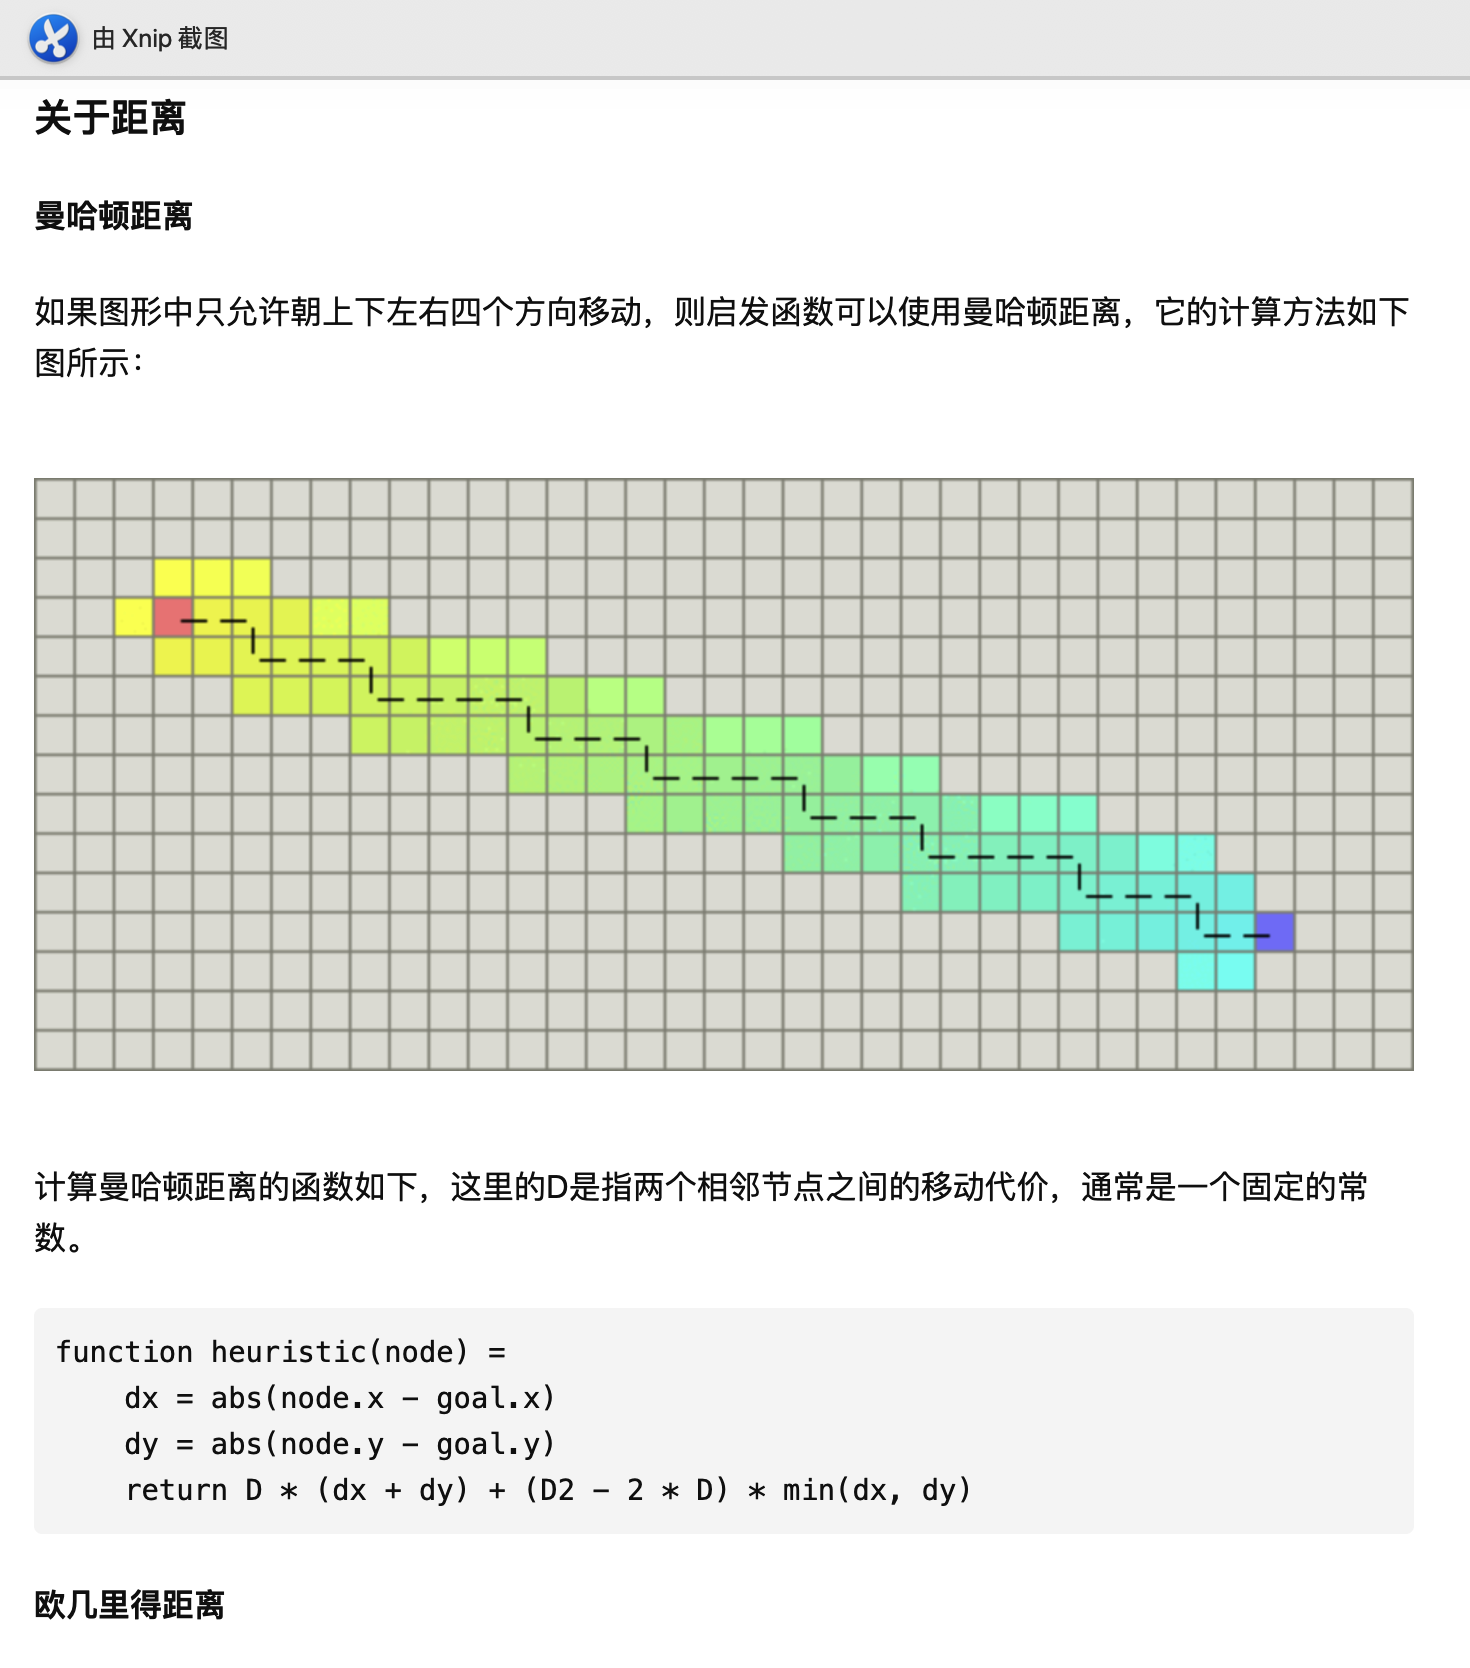 由 Xnip 截图
关于距离
曼哈顿距离
如果图形中只允许朝上下左右四个方向移动，则启发函数可以使用曼哈顿距离，它的计算方法如下
图所示：
计算曼哈顿距离的函数如下，这里的D是指两个相邻节点之间的移动代价，通常是一个固定的常
数。
function heuristic(node) =
    dx = abs(node.x - goal.x)
    dy = abs(node.y - goal.y)
    return D * (dx + dy) + (D2 - 2 * D) * min(dx, dy)
欧几里得距离